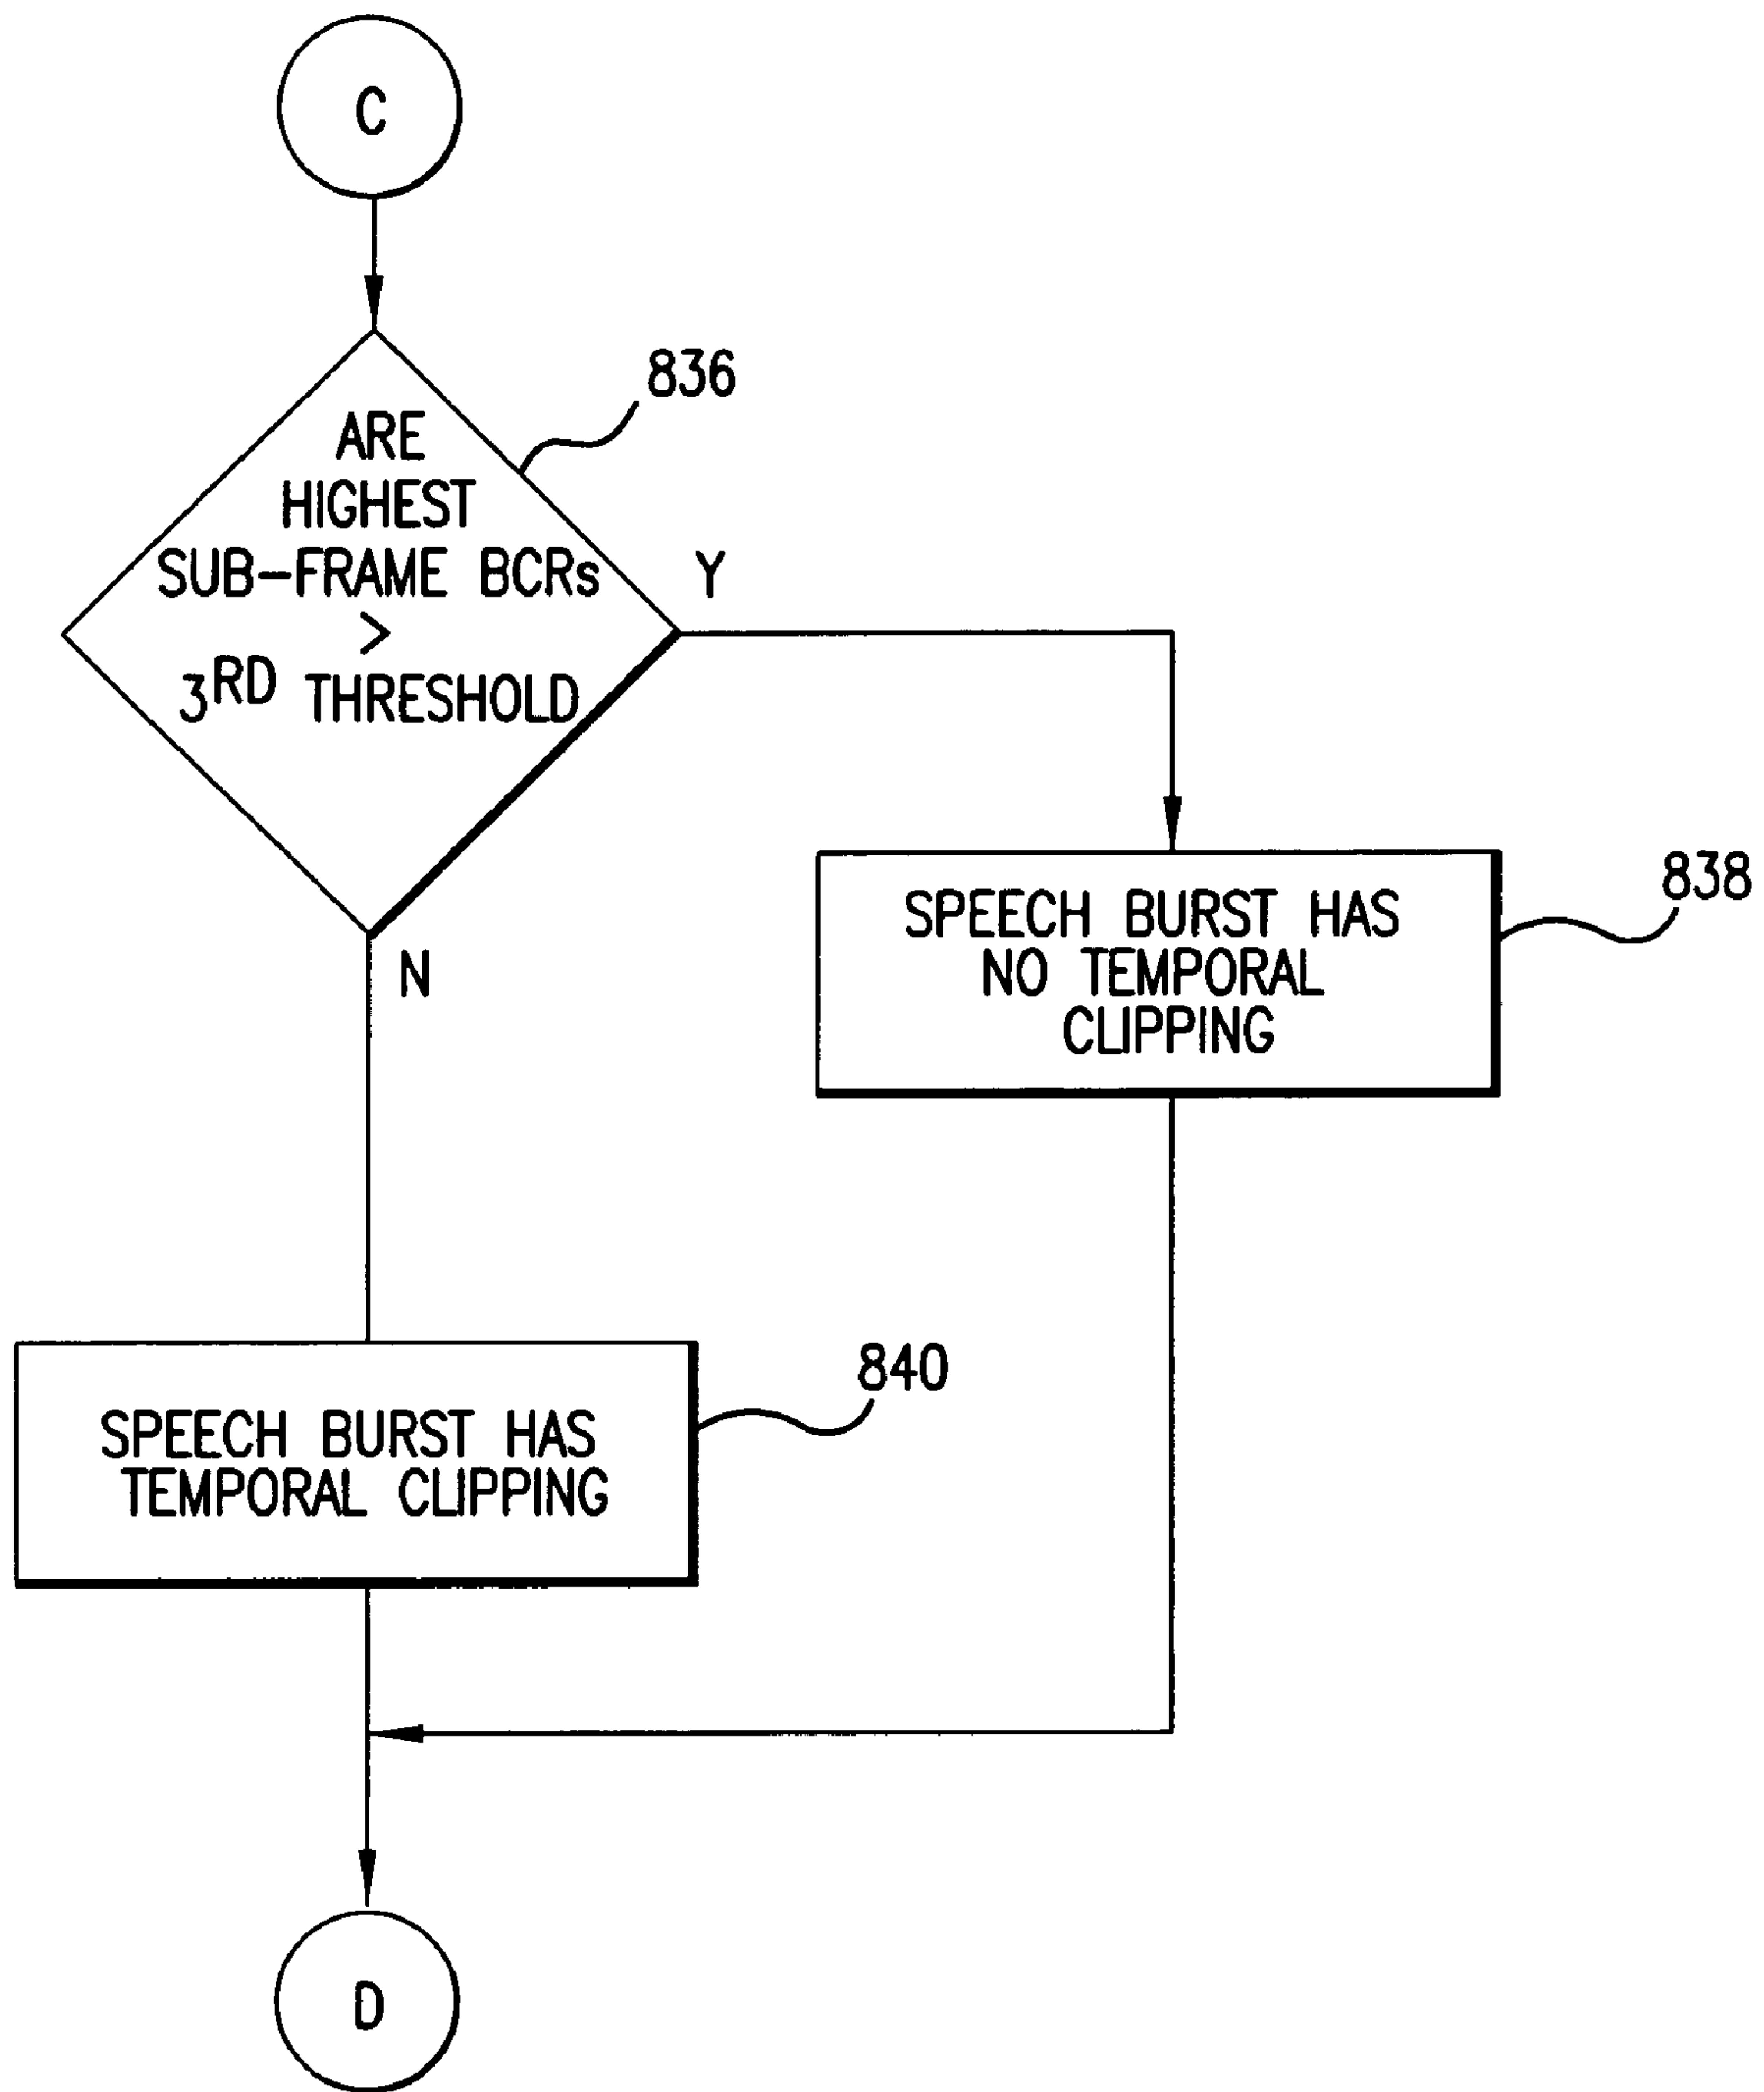 C
836
ARE
HIGHEST
SUB-FRAME BCRs
>
3RD THRESHOLD
Y
N
838
SPEECH BURST HAS
NO TEMPORAL
CLIPPING
840
SPEECH BURST HAS
TEMPORAL CLIPPING
D